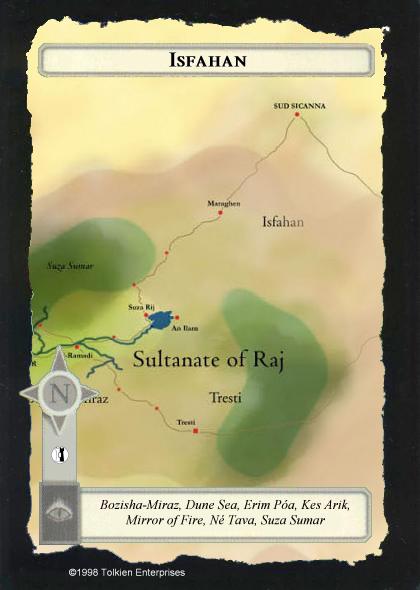 ISFAHAN
SUD SICANNA
Maraghen
Isfahan
Suza Sumar
Suza Rij
An Ilam
Ramadi
R
Sultanate of Raj
iraz
Tresti
Tresti
N
Bozisha-Miraz, Dune Sea, Erim Póa, Kes Arik,
Mirror of Fire, Né Tava, Suza Sumar
©1998 Tolkien Enterprises